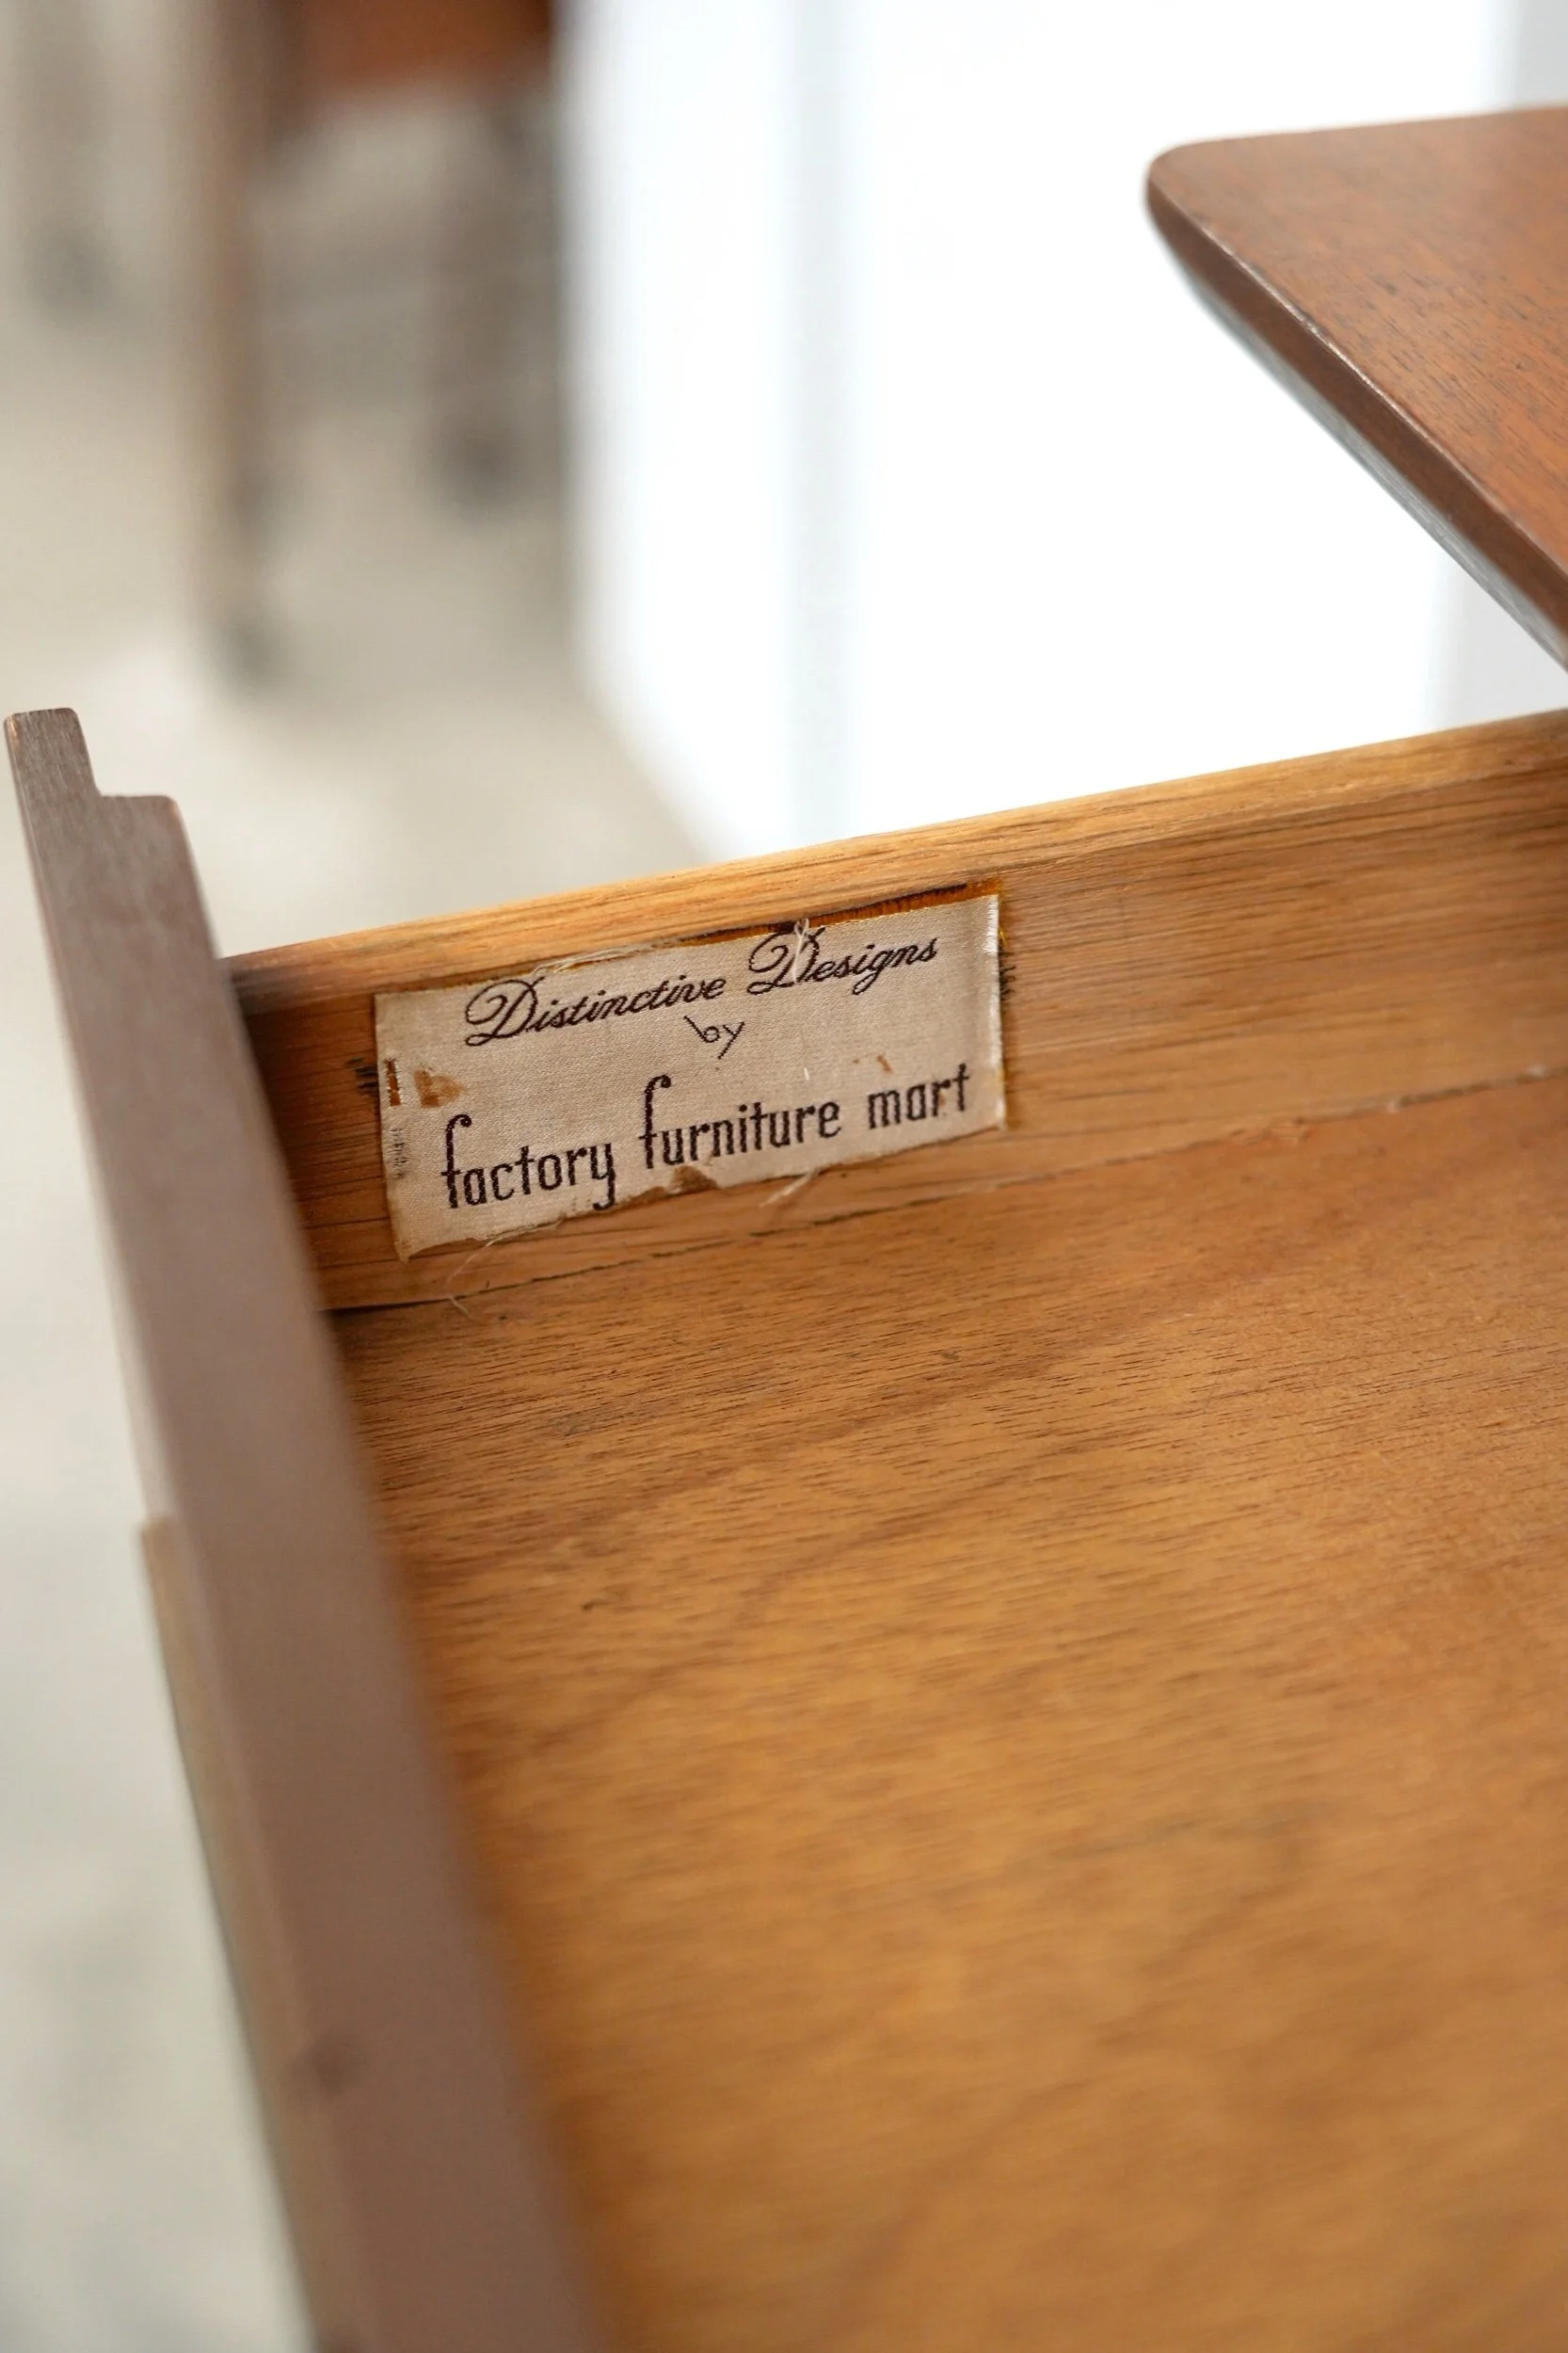 Distinctive Designs
by
factory furniture mart